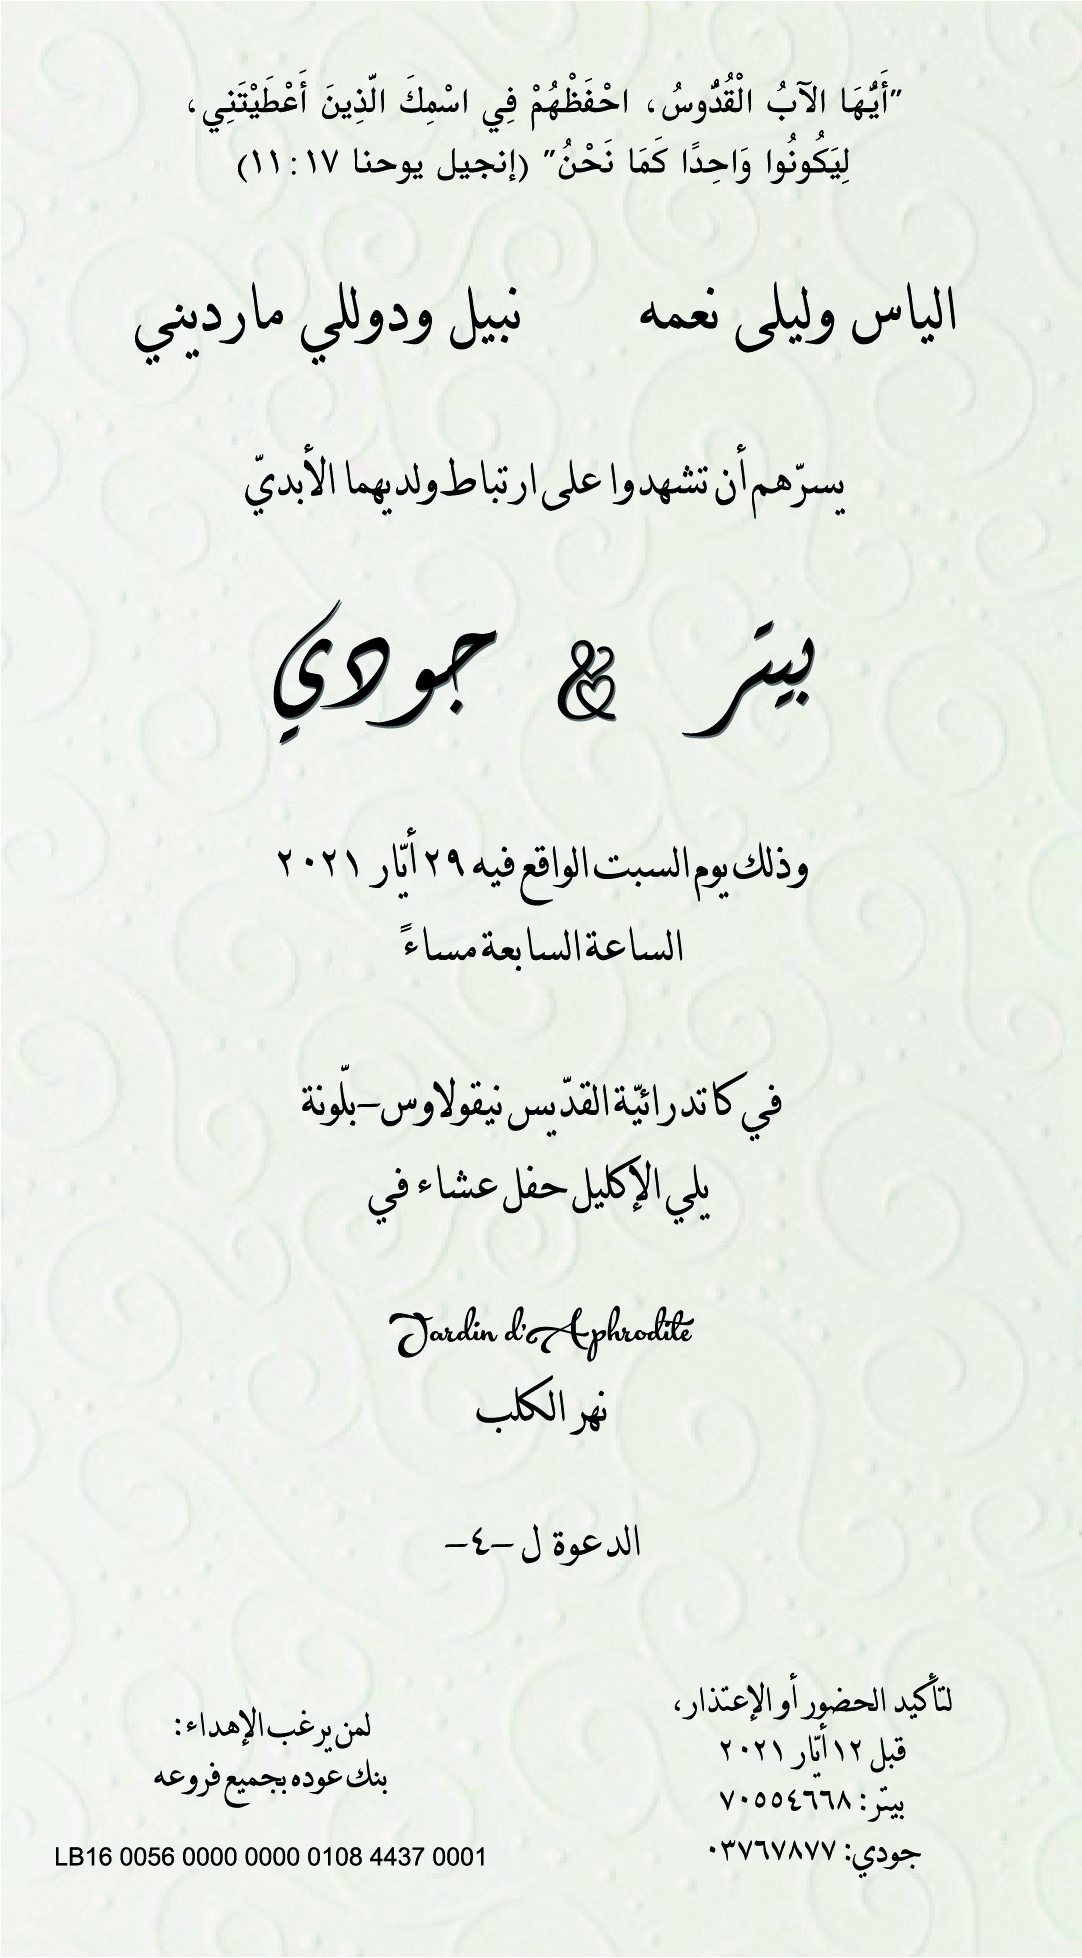 "أَيُّهَا الآبُ الْقُدُّوسُ، احْفَظْهُمْ فِي اسْمِكَ الّذِينَ أَعْطَيْتَنِي،
لِيَكُونُوا وَاحِدًا كَمَا نَحْنُ" (إنجيل يوحنا ١٧:١١)
الياس وليلى نعمه
نبيل ودوللي مارديني
يسرّهم أن تشهدوا على ارتباط ولديهما الأبديّ
بيتر & جودي
وذلك يوم السبت الواقع فيه ٢٩ أيّار ٢٠٢١
الساعة السابعة مساءً
في كاتدرائيّة القدّيس نيقولاوس-بلّونة
يلي الإكليل حفل عشاء في
Jardin d'Aphrodite
نهر الكلب
الدعوة ل -٤-
لتأكيد الحضور أو الإعتذار،
قبل ١٢ أيّار ٢٠٢١
بيتر: ٧٠٥٥٤٦٦٨
جودي: ٠٣٧٦٧٨٧٧
لمن يرغب الإهداء:
بنك عوده بجميع فروعه
LB16 0056 0000 0000 0108 4437 0001